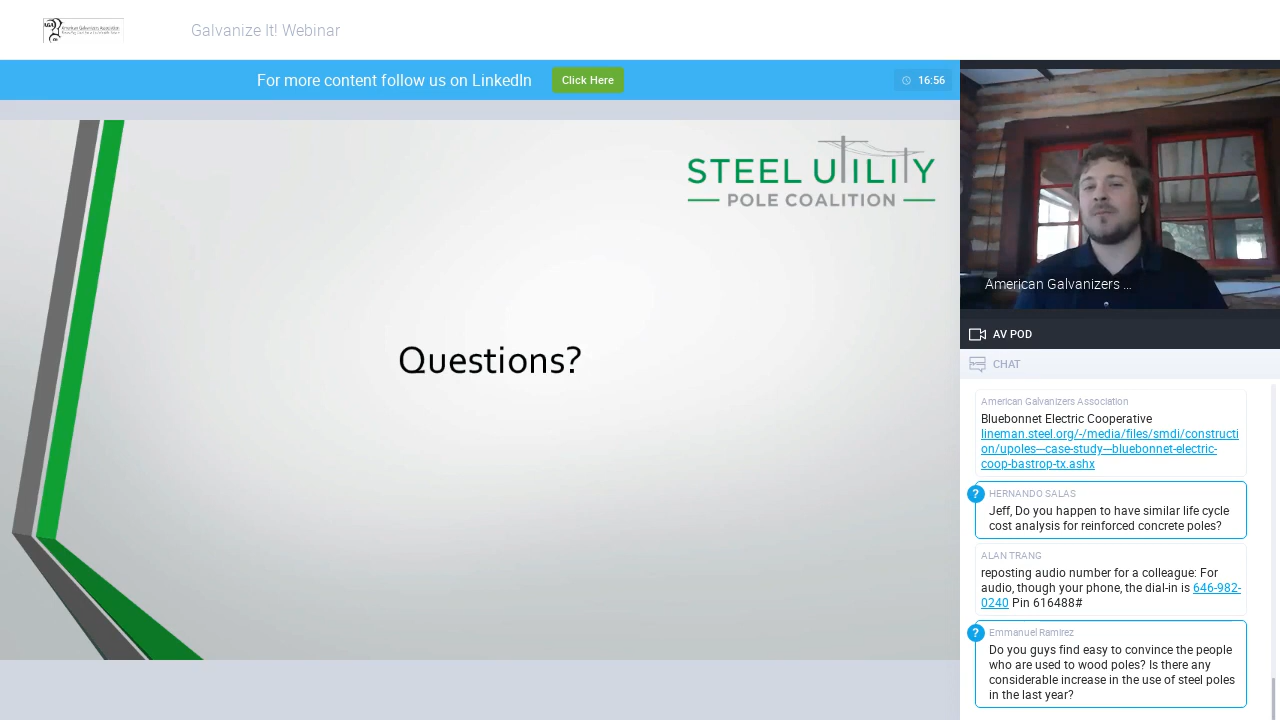 American Galvanizers Association
Galvanize It! Webinar
For more content follow us on LinkedIn
Click Here
16:56
STEEL UTILITY
POLE COALITION
Questions?
American Galvanizers ...
AV POD
CHAT
American Galvanizers Association
Bluebonnet Electric Cooperative
lineman.steel.org/-/media/files/smdi/constructi
on/upoles---case-study---bluebonnet-electric-
coop-bastrop-tx.ashx
?
HERNANDO SALAS
Jeff, Do you happen to have similar life cycle
cost analysis for reinforced concrete poles?
ALAN TRANG
reposting audio number for a colleague: For
audio, though your phone, the dial-in is 646-982-
0240 Pin 616488#
?
Emmanuel Ramirez
Do you guys find easy to convince the people
who are used to wood poles? Is there any
considerable increase in the use of steel poles
in the last year?